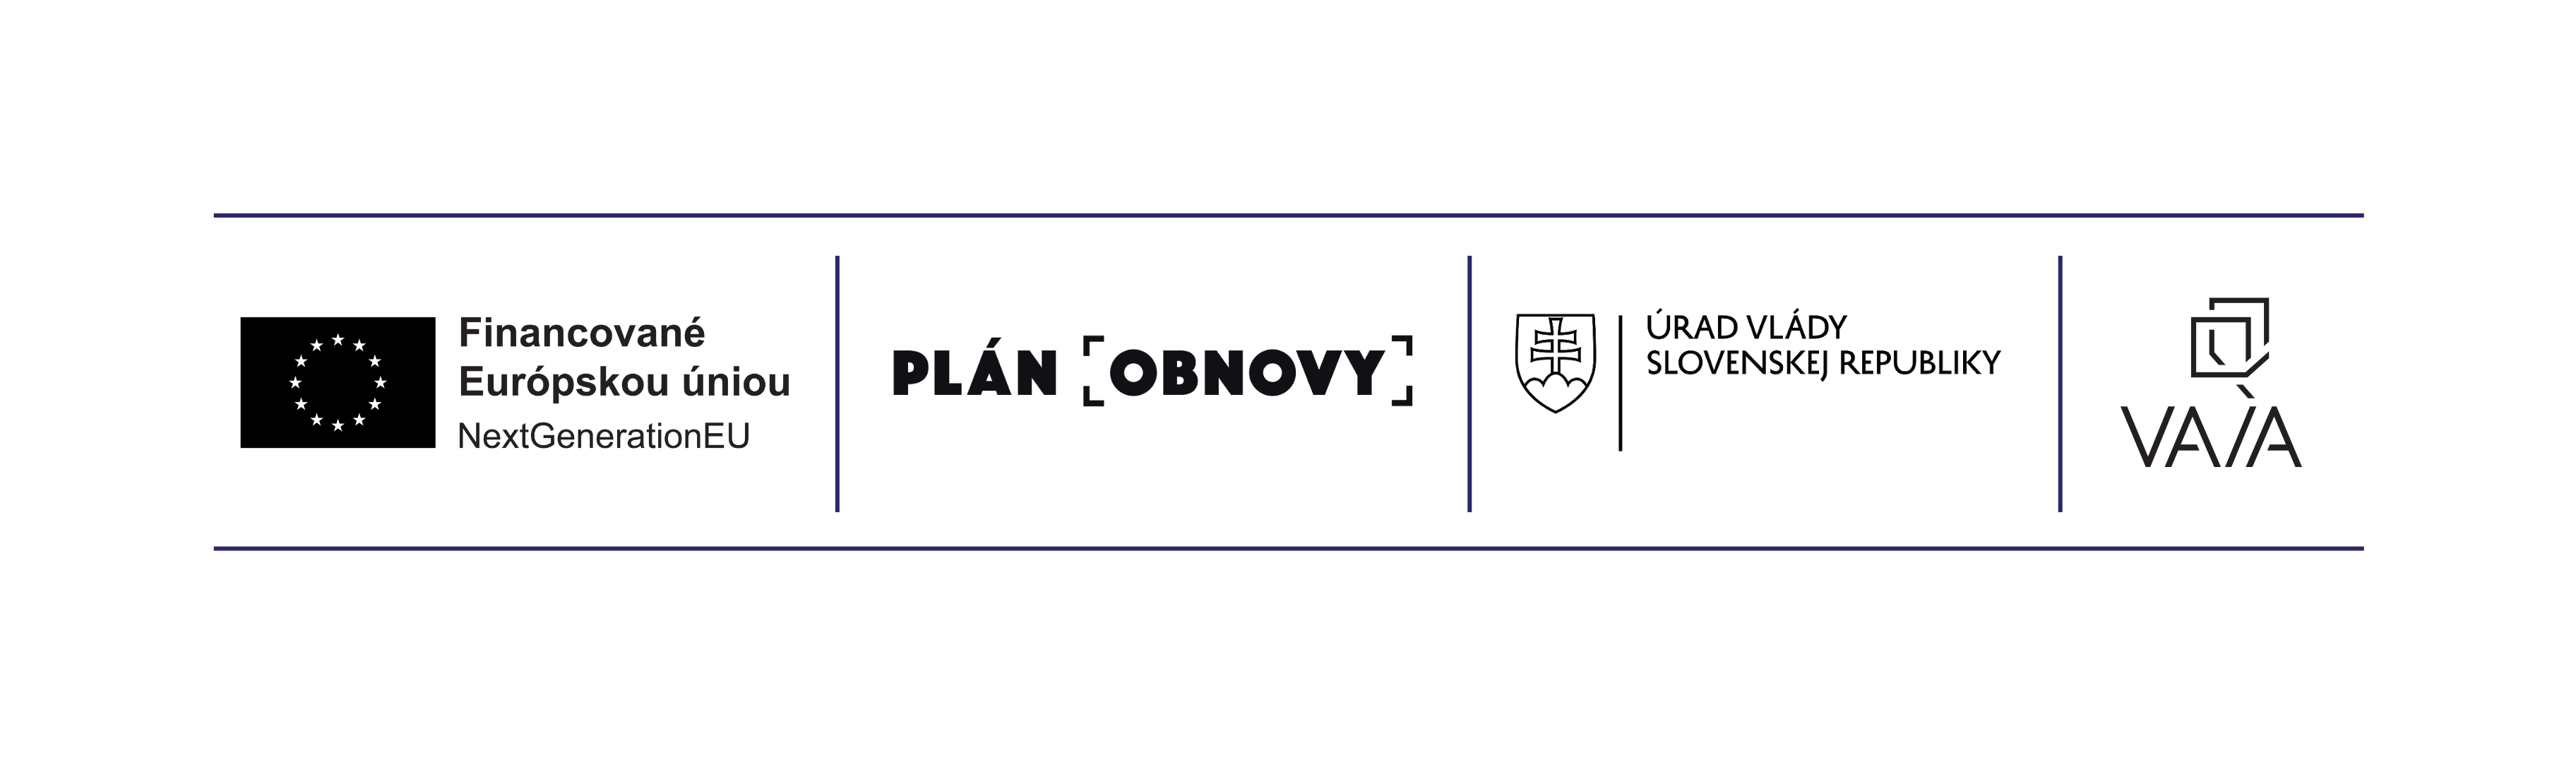 Financované
Európskou úniou
NextGenerationEU
PLÁN [OBNOVY]
ÚRAD VLÁDY
SLOVENSKEJ REPUBLIKY
VAIA